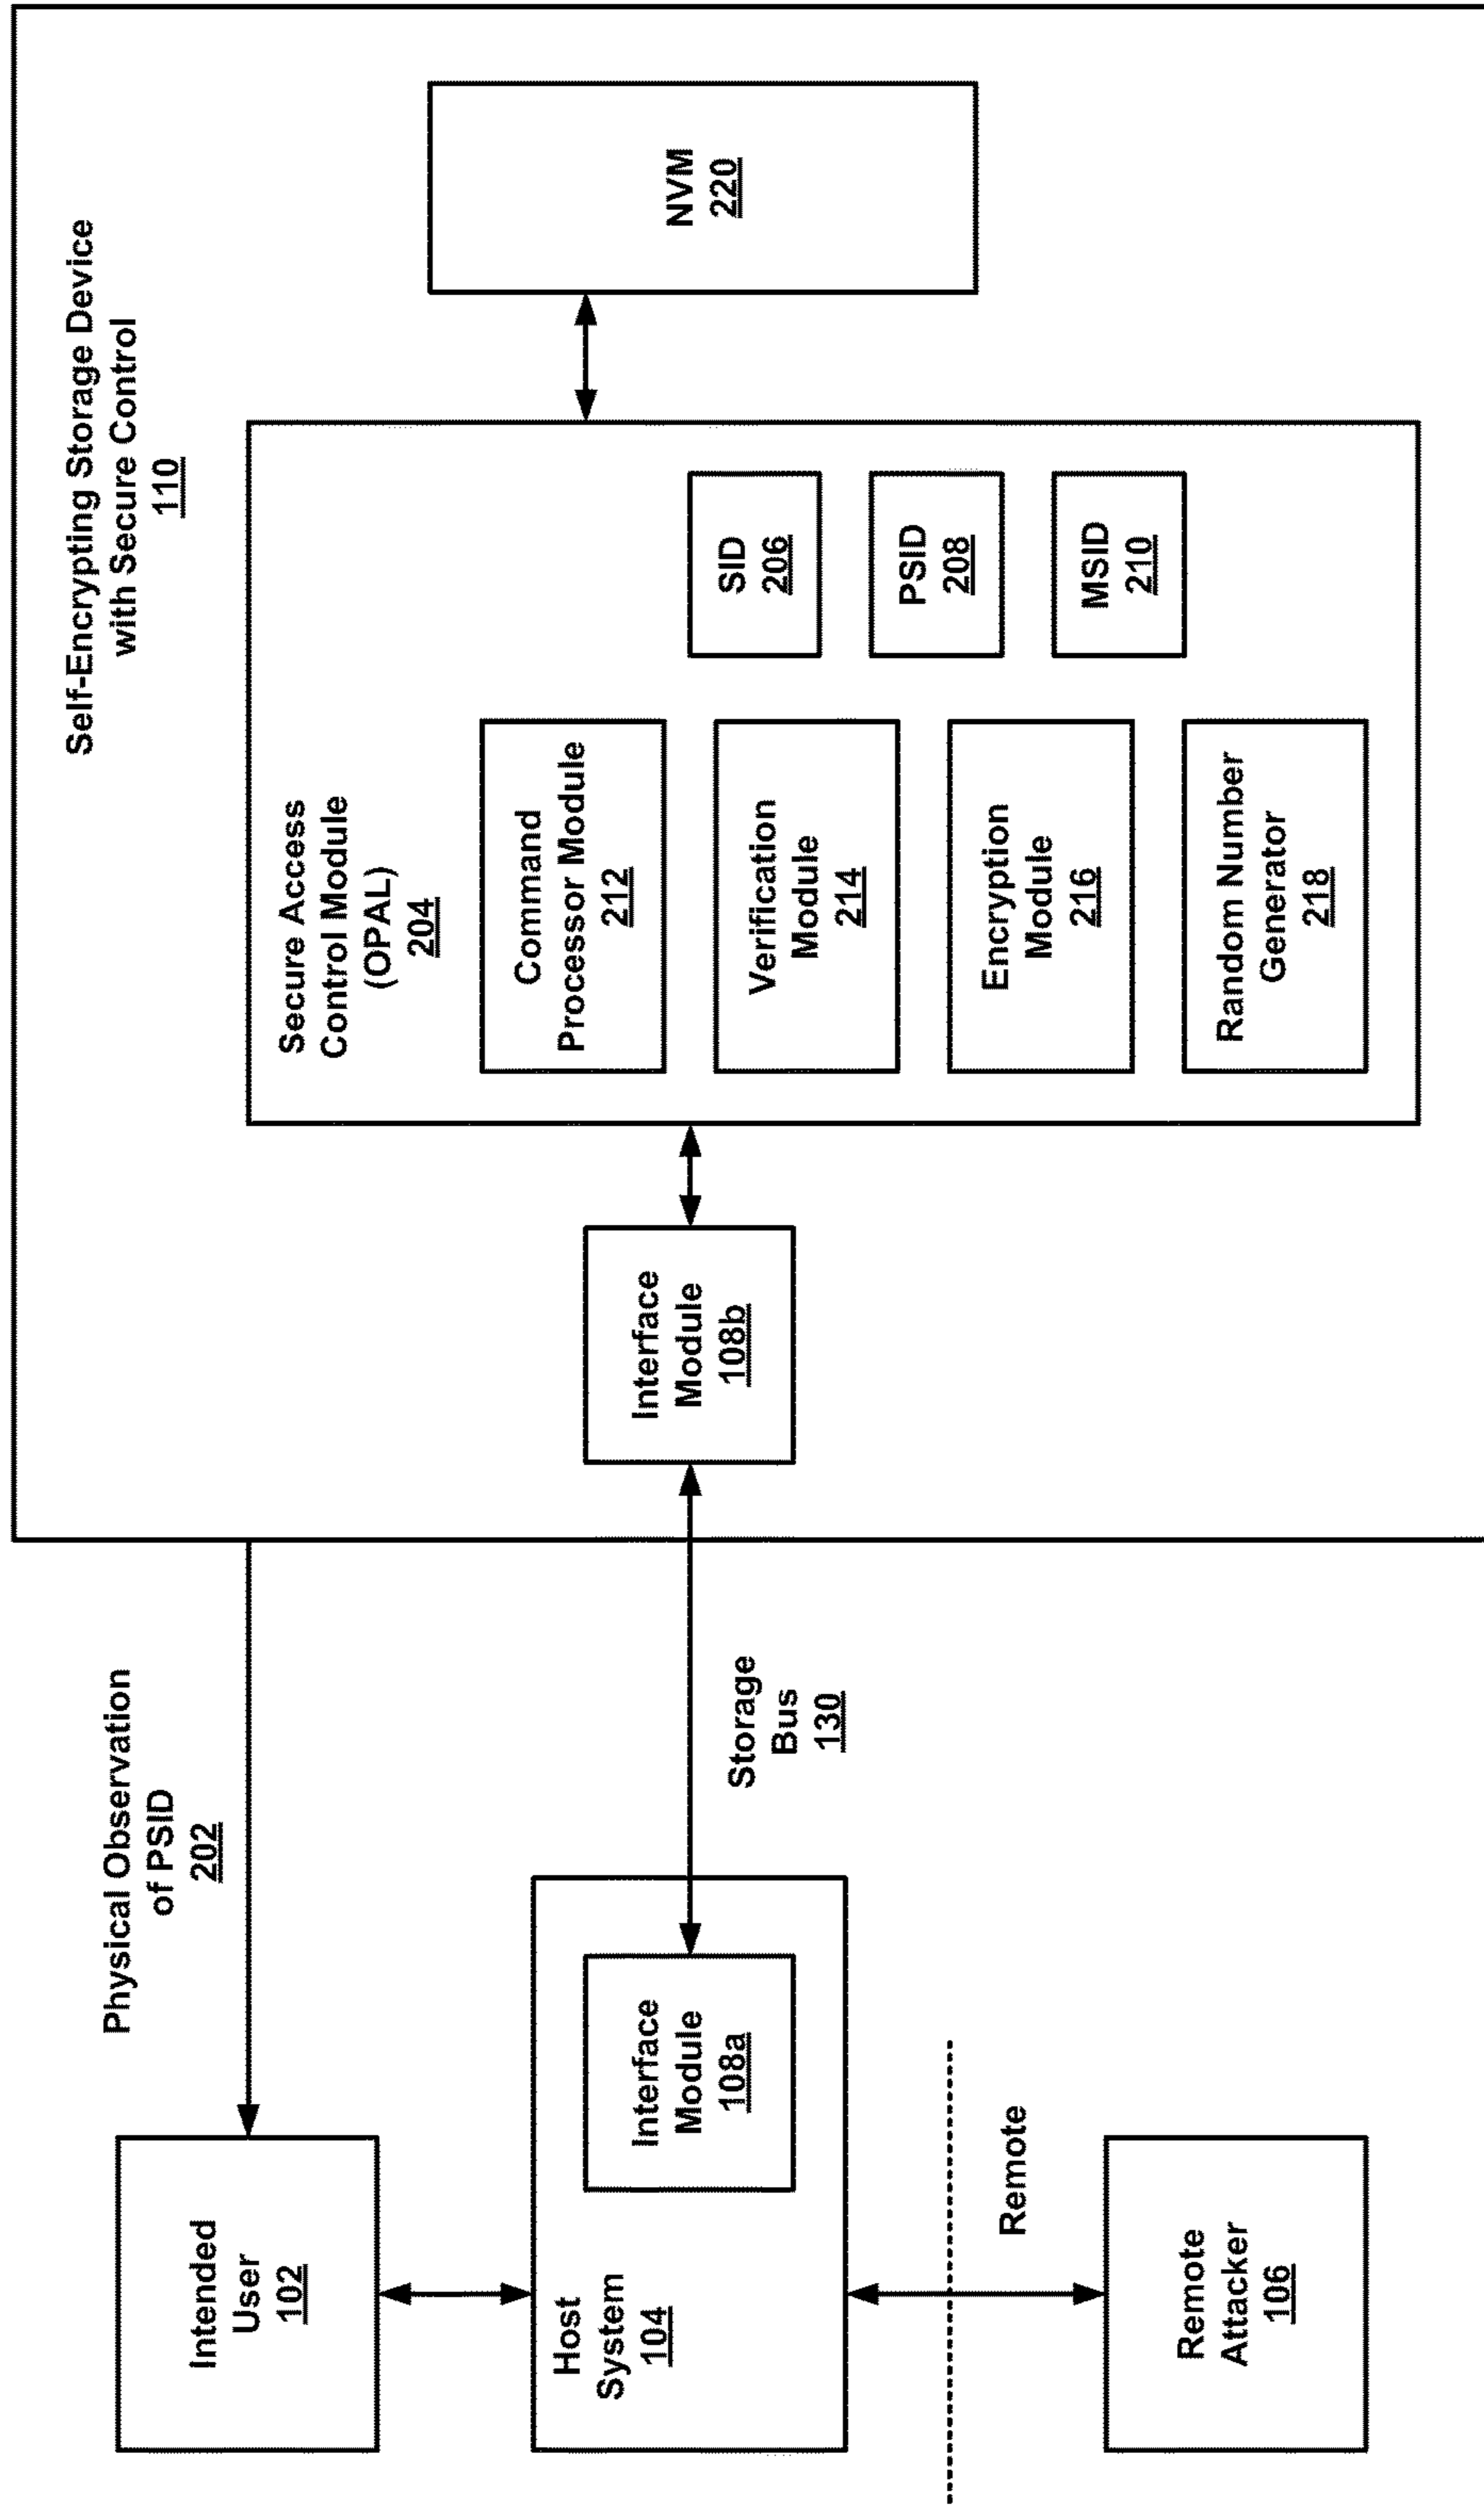 Self-Encrypting Storage Device
with Secure Control
110
Physical Observation
of PSID
202
Intended
User
102
Host
System
104
Interface
Module
108a
Storage
Bus
130
Interface
Module
108b
Secure Access
Control Module
(OPAL)
204
Command
Processor Module
212
Verification
Module
214
Encryption
Module
216
Random Number
Generator
218
SID
206
PSID
208
MSID
210
NVM
220
Remote
Remote
Attacker
106